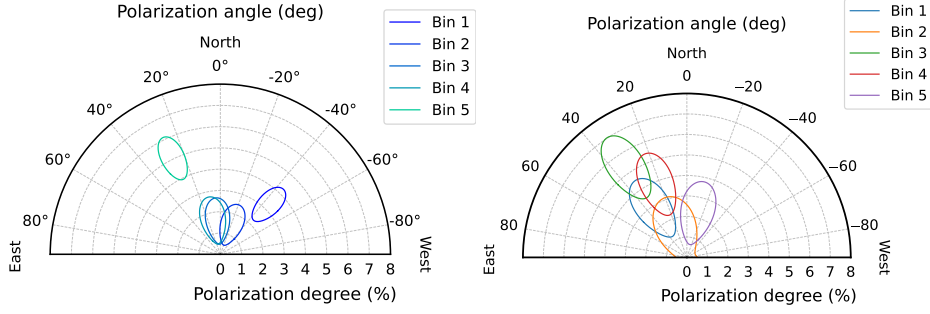 Polarization angle (deg)
North
0°
20°
-20°
40°
-40°
60°
-60°
80°
-80°
East
West
0 1 2 3 4 5 6 7 8
Polarization degree (%)
Bin 1
Bin 2
Bin 3
Bin 4
Bin 5
Polarization angle (deg)
North
0
20
−20
40
−40
60
−60
80
−80
East
West
0 1 2 3 4 5 6 7 8
Polarization degree (%)
Bin 1
Bin 2
Bin 3
Bin 4
Bin 5